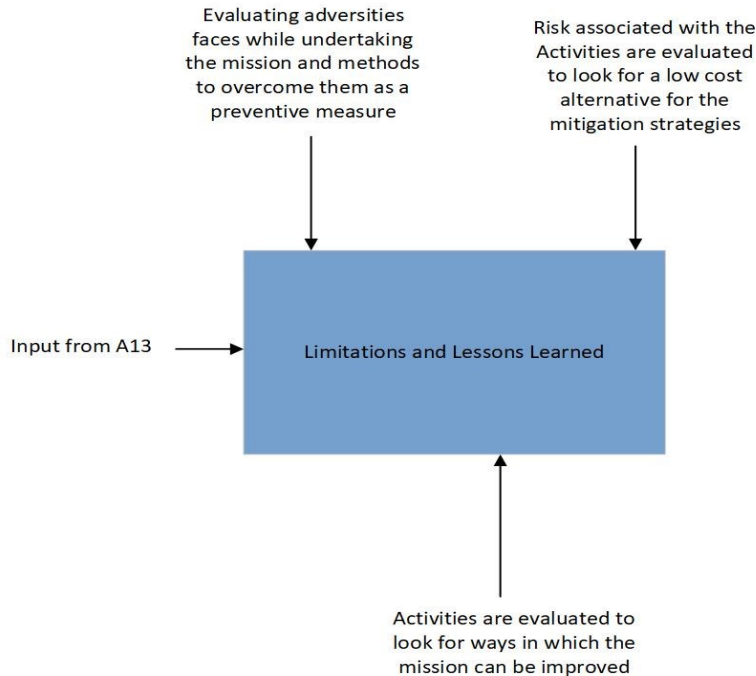 Evaluating adversities
faces while undertaking
the mission and methods
to overcome them as a
preventive measure
Risk associated with the
Activities are evaluated
to look for a low cost
alternative for the
mitigation strategies
Input from A13
Limitations and Lessons Learned
Activities are evaluated to
look for ways in which the
mission can be improved